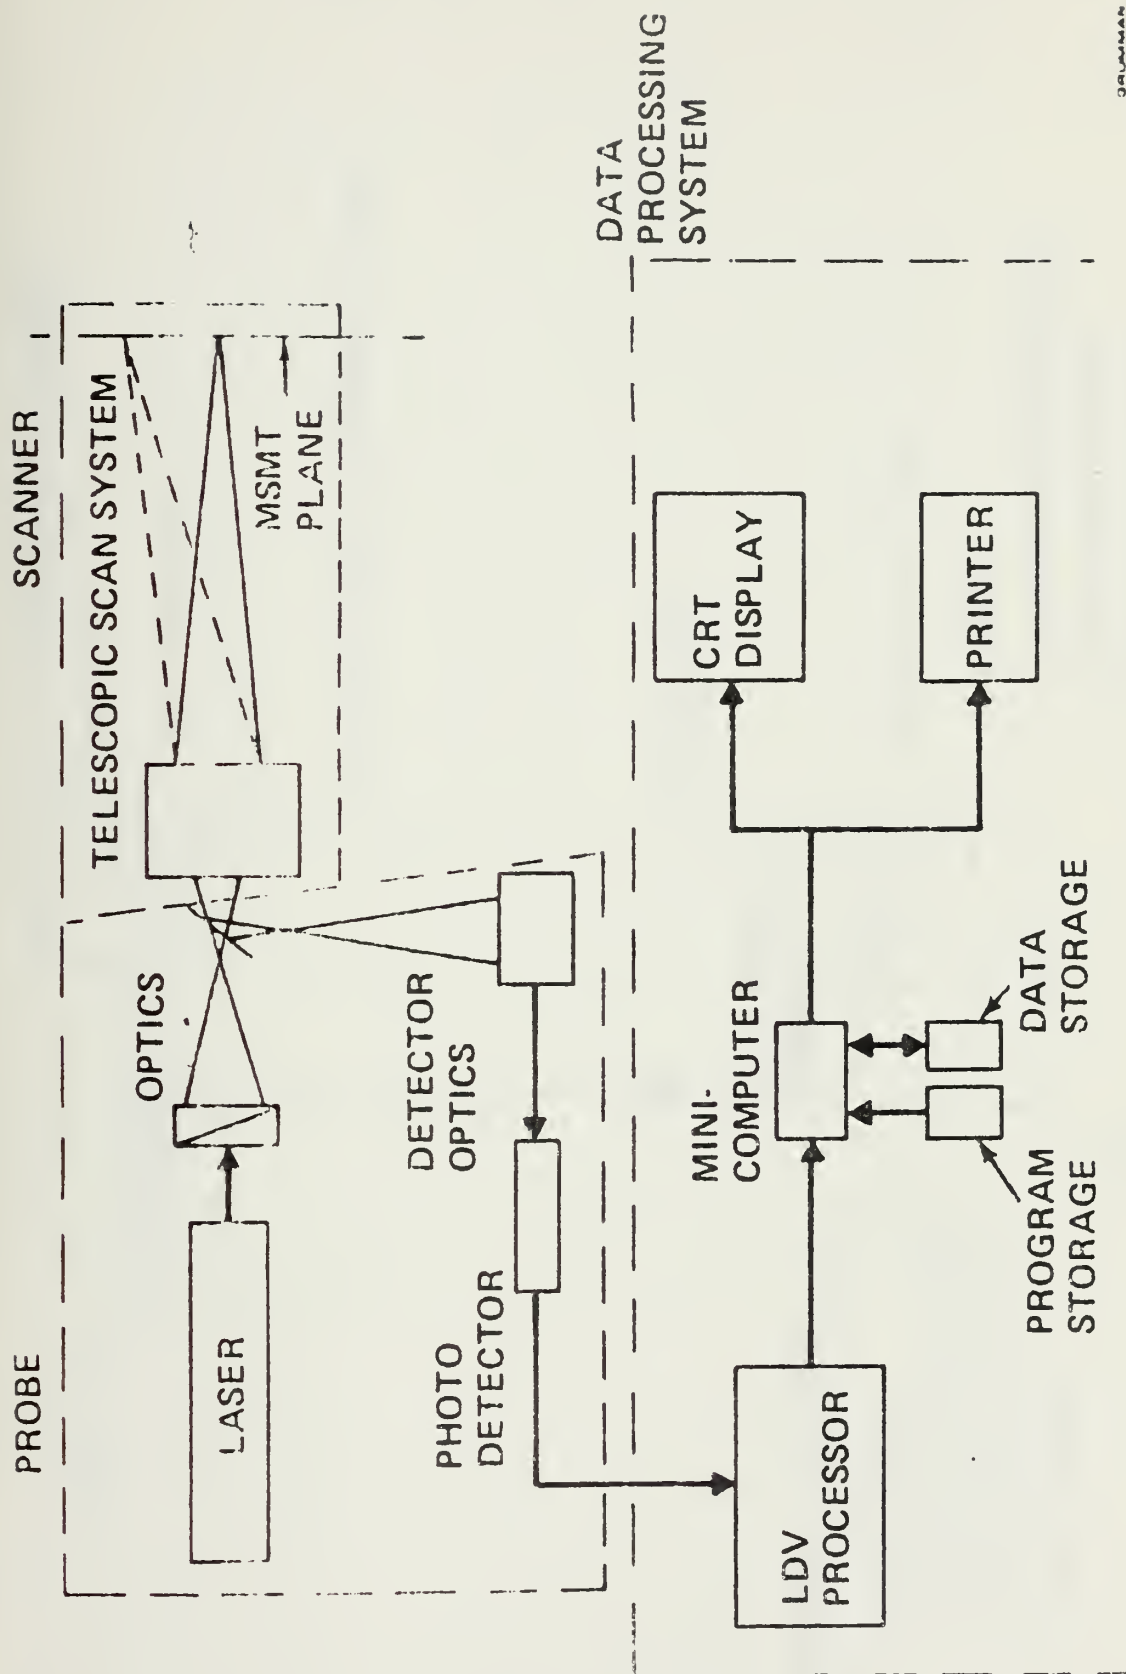 PROBE
SCANNER
LASER
OPTICS
TELESCOPIC SCAN SYSTEM
MSMT
PLANE
PHOTO
DETECTOR
DETECTOR
OPTICS
DATA
PROCESSING
SYSTEM
LDV
PROCESSOR
MINI-
COMPUTER
CRT
DISPLAY
PRINTER
PROGRAM
STORAGE
DATA
STORAGE